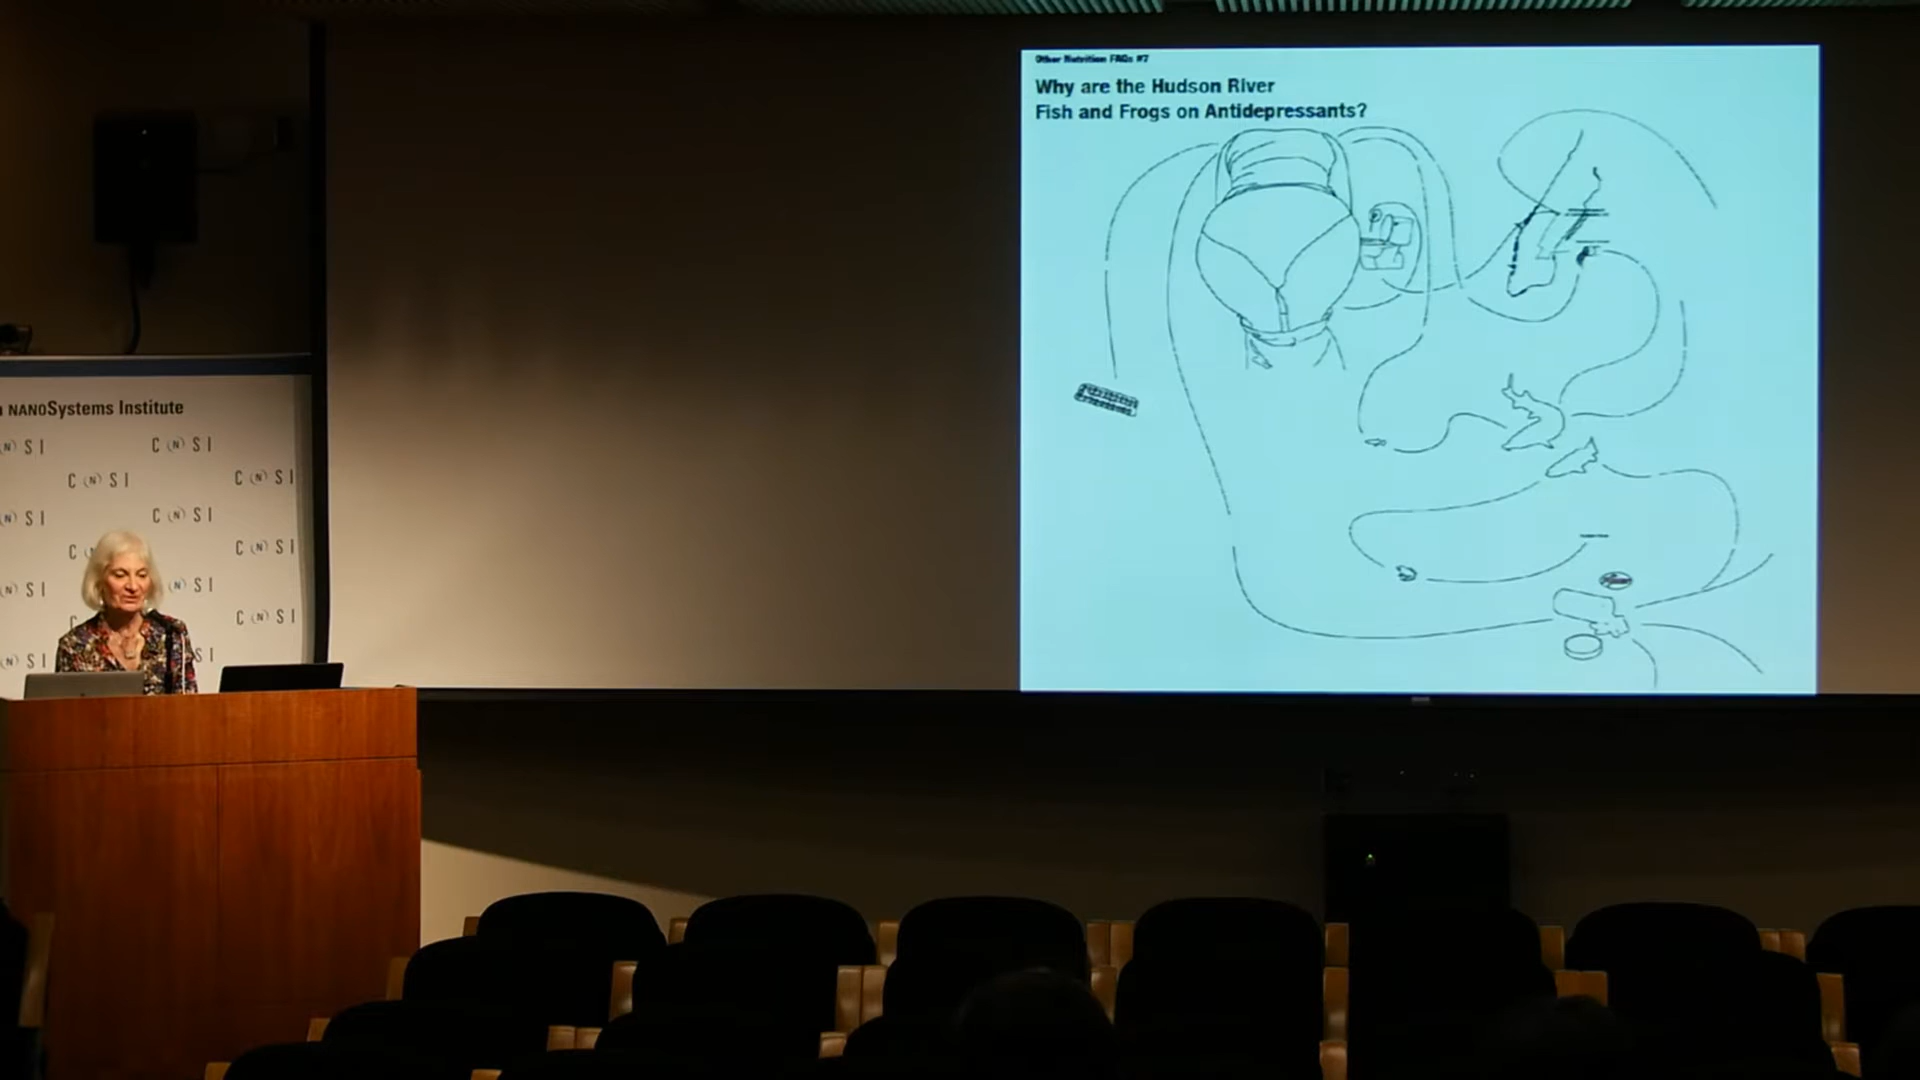 Other Nutrition FAQs #7
Why are the Hudson River
Fish and Frogs on Antidepressants?
NANOSystems Institute
(N) S I
C (N) S I
C (N) S I
C (N) S I
(N) S I
C (N) S I
C
C (N) S I
(N) S I
(N) S I
C
C (N) S I
(N) S I
S I